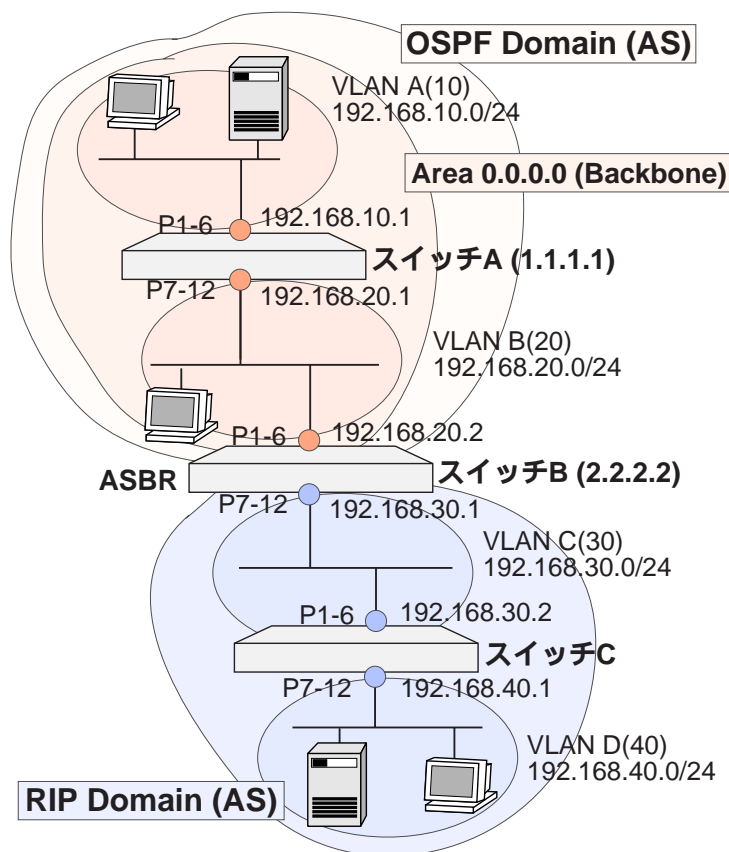 OSPF Domain (AS)
VLAN A(10)
192.168.10.0/24
Area 0.0.0.0 (Backbone)
P1-6
192.168.10.1
スイッチA (1.1.1.1)
P7-12
192.168.20.1
VLAN B(20)
192.168.20.0/24
P1-6
192.168.20.2
ASBR
スイッチB (2.2.2.2)
P7-12
192.168.30.1
VLAN C(30)
192.168.30.0/24
P1-6
192.168.30.2
スイッチC
P7-12
192.168.40.1
VLAN D(40)
192.168.40.0/24
RIP Domain (AS)